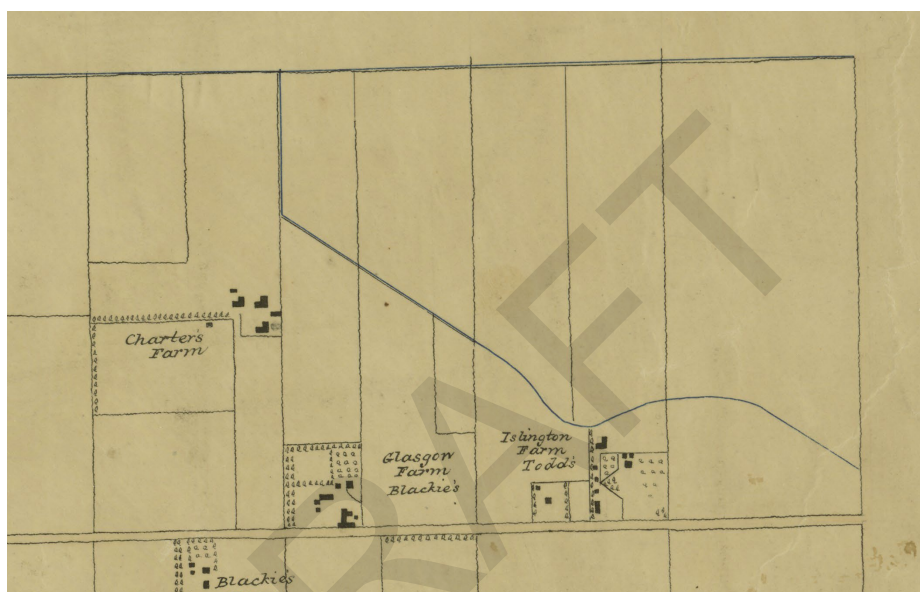 Charter's
Farm
Glasgow
Farm
Blackie's
Islington
Farm
Todd's
Blackie's
DRAFT